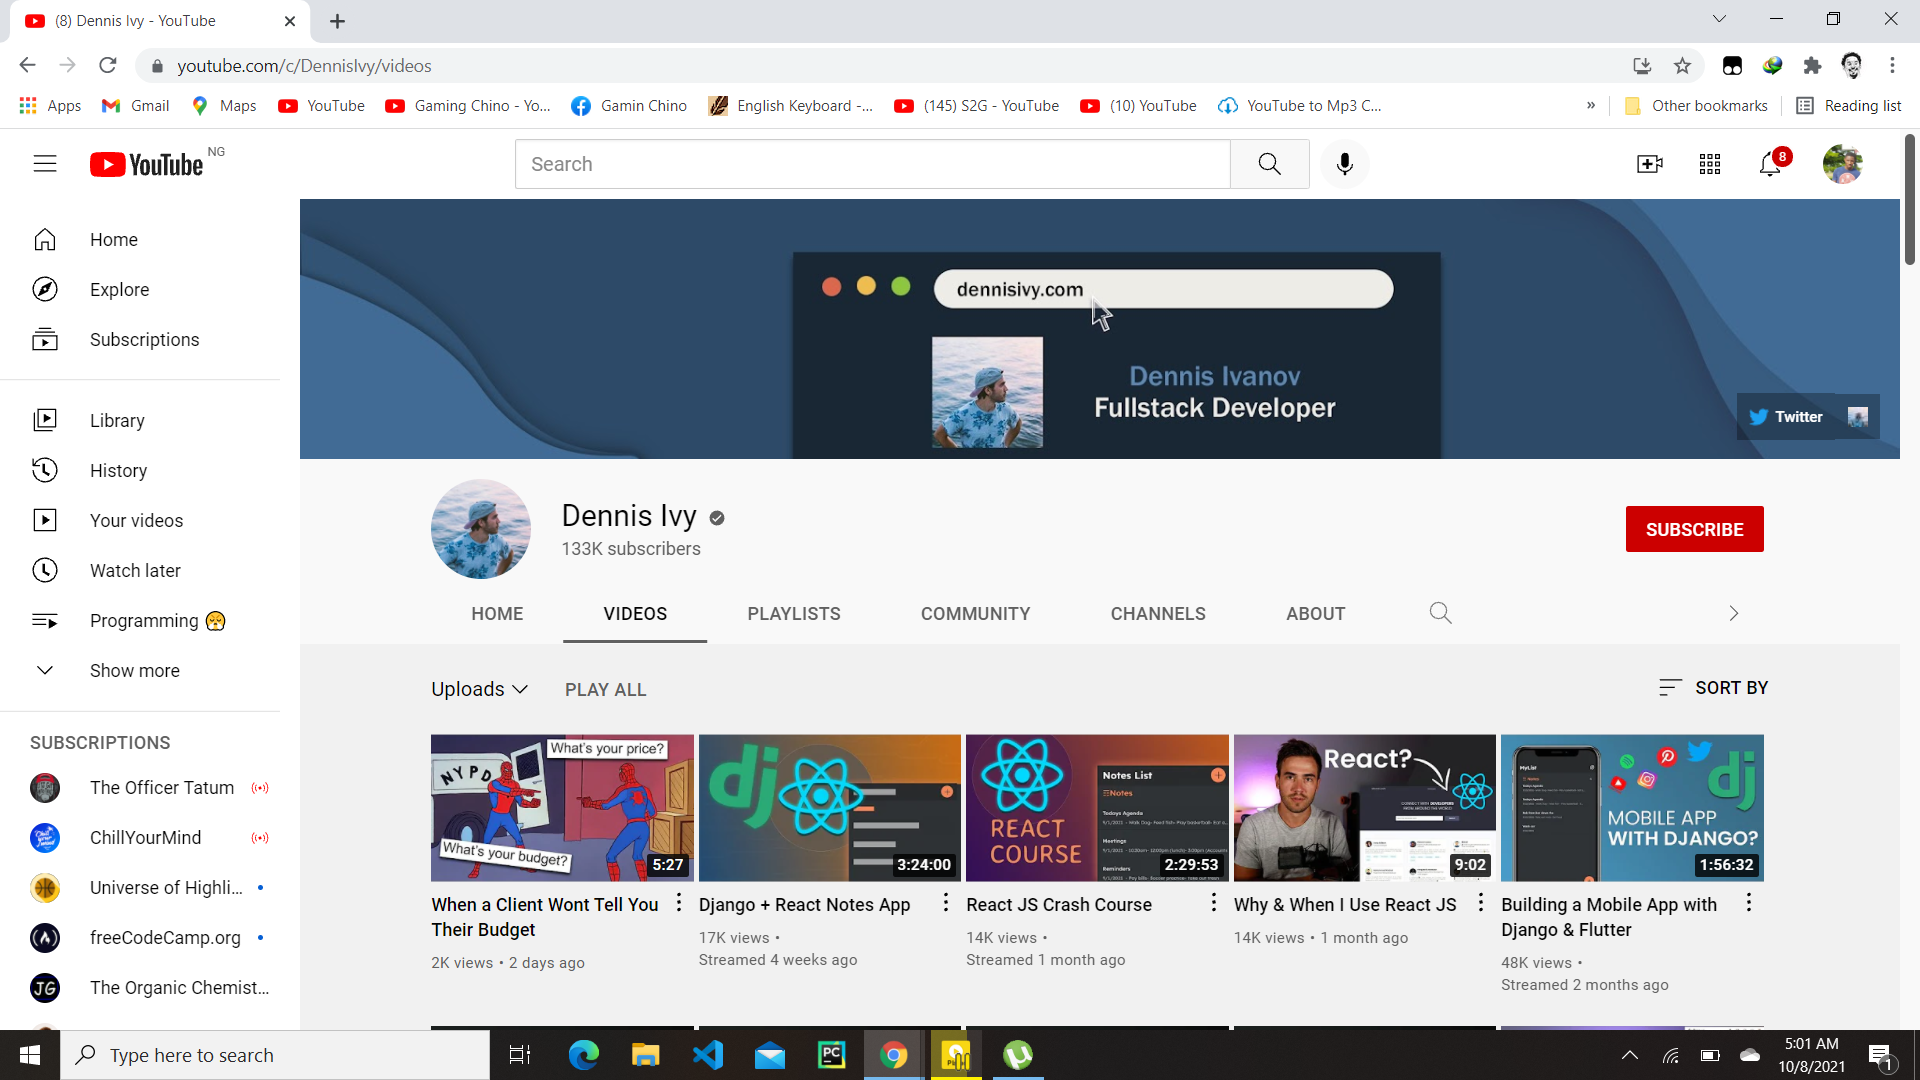 (8) Dennis Ivy - YouTube
youtube.com/c/DennisIvy/videos
Apps Gmail Maps YouTube Gaming Chino - Yo... Gamin Chino English Keyboard -... (145) S2G - YouTube (10) YouTube YouTube to Mp3 C... » Other bookmarks Reading list
YouTube NG
Search
8
Home
Explore
Subscriptions
Library
History
Your videos
Watch later
Programming 😤
Show more
SUBSCRIPTIONS
The Officer Tatum
ChillYourMind
Universe of Highli...
freeCodeCamp.org
JG
The Organic Chemist...
dennisivy.com
Dennis Ivanov
Fullstack Developer
Twitter
Dennis Ivy
133K subscribers
SUBSCRIBE
HOME VIDEOS PLAYLISTS COMMUNITY CHANNELS ABOUT
Uploads PLAY ALL SORT BY
What's your price?
NYPD
What's your budget?
5:27
When a Client Wont Tell You
Their Budget
2K views • 2 days ago
dj
3:24:00
Django + React Notes App
17K views •
Streamed 4 weeks ago
Notes List
Notes
Todays Agenda
Meetings
Reminders
REACT
COURSE
2:29:53
React JS Crash Course
14K views •
Streamed 1 month ago
React?
9:02
Why & When I Use React JS
14K views • 1 month ago
MyList
dj
MOBILE APP
WITH DJANGO?
1:56:32
Building a Mobile App with
Django & Flutter
48K views •
Streamed 2 months ago
Type here to search
PC
5:01 AM
10/8/2021
1